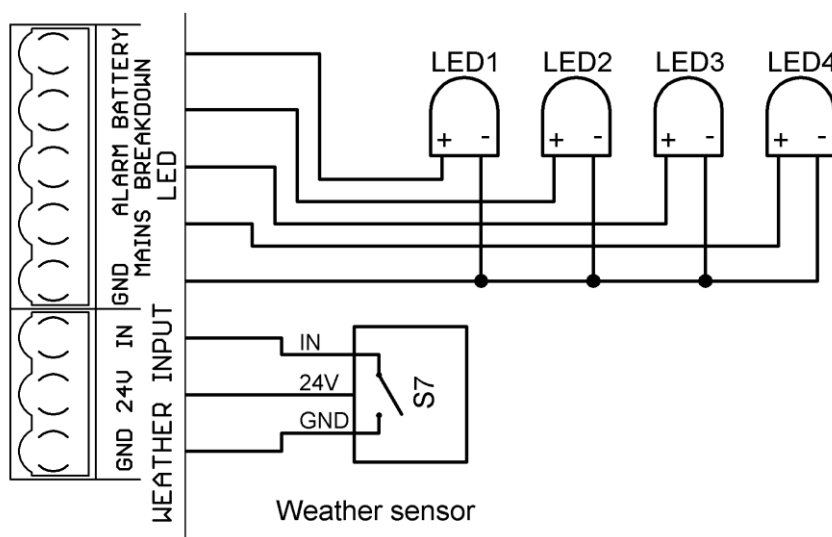 LED1 LED2 LED3 LED4
+ - + - + - + -
GND ALARM BATTERY
MAINS BREAKDOWN
LED
GND 24V IN
WEATHER INPUT
IN
24V
GND
S7
Weather sensor